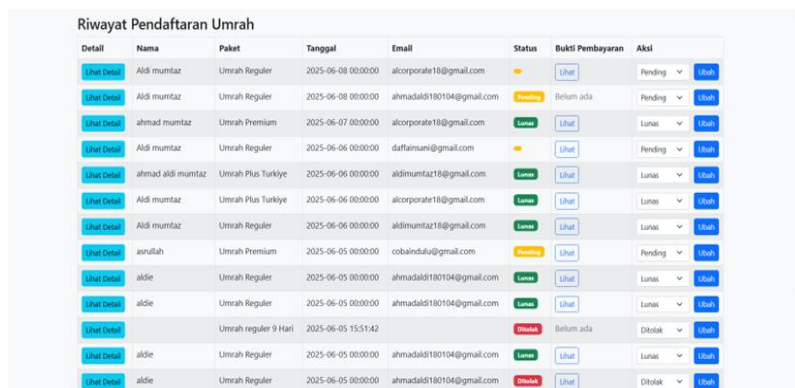 Riwayat Pendaftaran Umrah
Detail Nama Paket Tanggal Email Status Bukti Pembayaran Aksi
Lihat Detail Aldi mumtaz Umrah Reguler 2025-06-08 00:00:00 alcorporate18@gmail.com Lihat Pending Ubah
Lihat Detail Aldi mumtaz Umrah Reguler 2025-06-08 00:00:00 ahmadaldi180104@gmail.com Pending Belum ada Pending Ubah
Lihat Detail ahmad mumtaz Umrah Premium 2025-06-07 00:00:00 alcorporate18@gmail.com Lunas Lihat Lunas Ubah
Lihat Detail Aldi mumtaz Umrah Reguler 2025-06-06 00:00:00 daffainsani@gmail.com Lihat Pending Ubah
Lihat Detail ahmad aldi mumtaz Umrah Plus Turkiye 2025-06-06 00:00:00 aldimumtaz18@gmail.com Lunas Lihat Lunas Ubah
Lihat Detail Aldi mumtaz Umrah Plus Turkiye 2025-06-06 00:00:00 alcorporate18@gmail.com Lunas Lihat Lunas Ubah
Lihat Detail Aldi mumtaz Umrah Reguler 2025-06-06 00:00:00 aldimumtaz18@gmail.com Lunas Lihat Lunas Ubah
Lihat Detail asrullah Umrah Premium 2025-06-05 00:00:00 cobaindulu@gmail.com Pending Lihat Pending Ubah
Lihat Detail aldie Umrah Reguler 2025-06-05 00:00:00 ahmadaldi180104@gmail.com Lunas Lihat Lunas Ubah
Lihat Detail aldie Umrah Reguler 2025-06-05 00:00:00 ahmadaldi180104@gmail.com Lunas Lihat Lunas Ubah
Lihat Detail Umrah reguler 9 Hari 2025-06-05 15:51:42 Ditolak Belum ada Ditolak Ubah
Lihat Detail aldie Umrah Reguler 2025-06-05 00:00:00 ahmadaldi180104@gmail.com Lunas Lihat Lunas Ubah
Lihat Detail aldie Umrah Reguler 2025-06-05 00:00:00 ahmadaldi180104@gmail.com Ditolak Lihat Ditolak Ubah